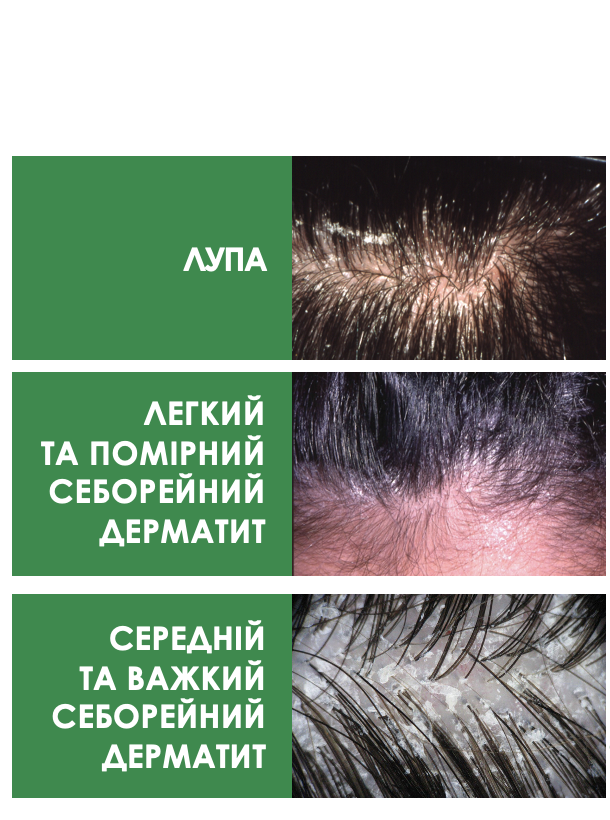 ЛУПА
ЛЕГКИЙ
ТА ПОМІРНИЙ
СЕБОРЕЙНИЙ
ДЕРМАТИТ
СЕРЕДНІЙ
ТА ВАЖКИЙ
СЕБОРЕЙНИЙ
ДЕРМАТИТ